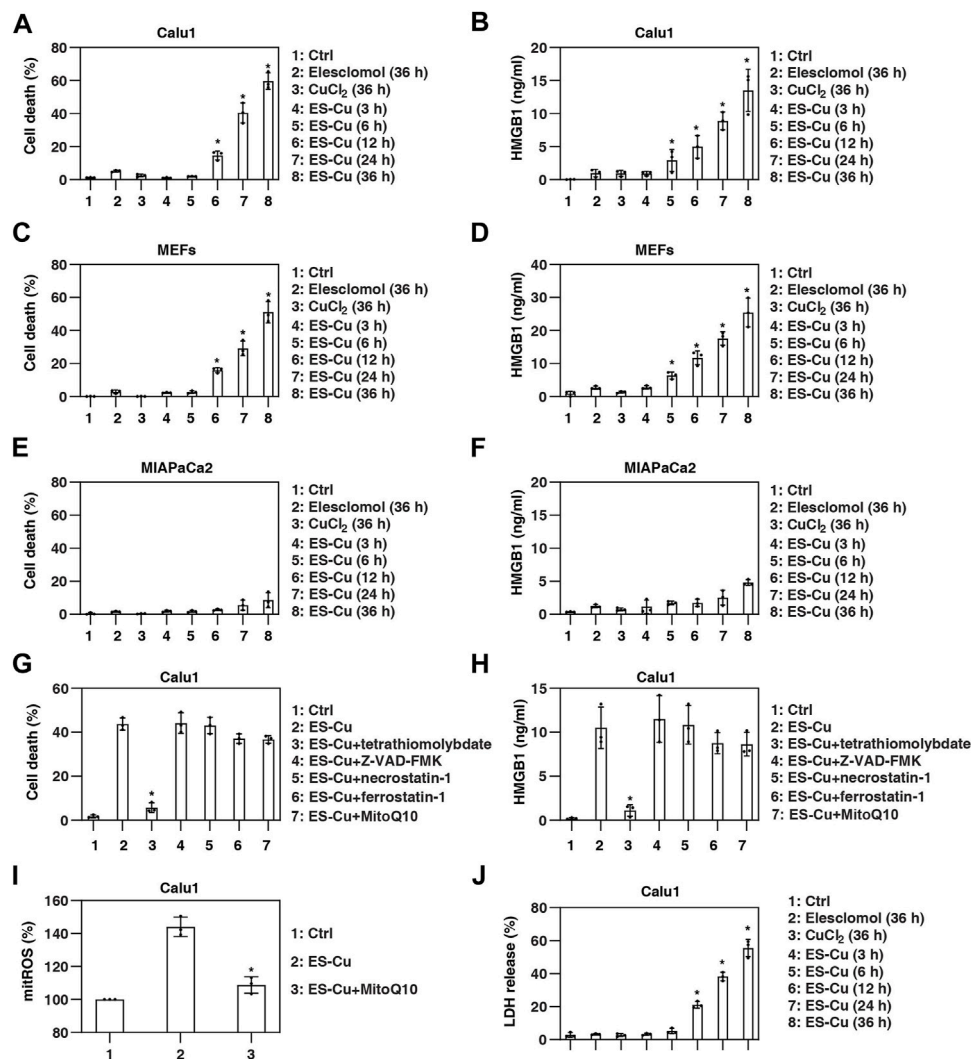 A
Calu1
Cell death (%)
80
60
40
20
0
*
*
*
1 2 3 4 5 6 7 8
1: Ctrl
2: Elesclomol (36 h)
3: CuCl₂ (36 h)
4: ES-Cu (3 h)
5: ES-Cu (6 h)
6: ES-Cu (12 h)
7: ES-Cu (24 h)
8: ES-Cu (36 h)
B
Calu1
HMGB1 (ng/ml)
20
15
10
5
0
*
*
*
*
1 2 3 4 5 6 7 8
1: Ctrl
2: Elesclomol (36 h)
3: CuCl₂ (36 h)
4: ES-Cu (3 h)
5: ES-Cu (6 h)
6: ES-Cu (12 h)
7: ES-Cu (24 h)
8: ES-Cu (36 h)
C
MEFs
Cell death (%)
80
60
40
20
0
*
*
*
1 2 3 4 5 6 7 8
1: Ctrl
2: Elesclomol (36 h)
3: CuCl₂ (36 h)
4: ES-Cu (3 h)
5: ES-Cu (6 h)
6: ES-Cu (12 h)
7: ES-Cu (24 h)
8: ES-Cu (36 h)
D
MEFs
HMGB1 (ng/ml)
40
30
20
10
0
*
*
*
*
1 2 3 4 5 6 7 8
1: Ctrl
2: Elesclomol (36 h)
3: CuCl₂ (36 h)
4: ES-Cu (3 h)
5: ES-Cu (6 h)
6: ES-Cu (12 h)
7: ES-Cu (24 h)
8: ES-Cu (36 h)
E
MIAPaCa2
Cell death (%)
80
60
40
20
0
1 2 3 4 5 6 7 8
1: Ctrl
2: Elesclomol (36 h)
3: CuCl₂ (36 h)
4: ES-Cu (3 h)
5: ES-Cu (6 h)
6: ES-Cu (12 h)
7: ES-Cu (24 h)
8: ES-Cu (36 h)
F
MIAPaCa2
HMGB1 (ng/ml)
20
15
10
5
0
1 2 3 4 5 6 7 8
1: Ctrl
2: Elesclomol (36 h)
3: CuCl₂ (36 h)
4: ES-Cu (3 h)
5: ES-Cu (6 h)
6: ES-Cu (12 h)
7: ES-Cu (24 h)
8: ES-Cu (36 h)
G
Calu1
Cell death (%)
60
40
20
0
*
1 2 3 4 5 6 7
H
Calu1
HMGB1 (ng/ml)
15
10
5
0
*
1 2 3 4 5 6 7
1: Ctrl
2: ES-Cu
3: ES-Cu+tetrathiomolybdate
4: ES-Cu+Z-VAD-FMK
5: ES-Cu+necrostatin-1
6: ES-Cu+ferrostatin-1
7: ES-Cu+MitoQ10
1: Ctrl
2: ES-Cu
3: ES-Cu+tetrathiomolybdate
4: ES-Cu+Z-VAD-FMK
5: ES-Cu+necrostatin-1
6: ES-Cu+ferrostatin-1
7: ES-Cu+MitoQ10
I
Calu1
mitROS (%)
160
140
120
100
80
*
1 2 3
1: Ctrl
2: ES-Cu
3: ES-Cu+MitoQ10
J
Calu1
LDH release (%)
80
60
40
20
0
*
*
*
1: Ctrl
2: Elesclomol (36 h)
3: CuCl₂ (36 h)
4: ES-Cu (3 h)
5: ES-Cu (6 h)
6: ES-Cu (12 h)
7: ES-Cu (24 h)
8: ES-Cu (36 h)